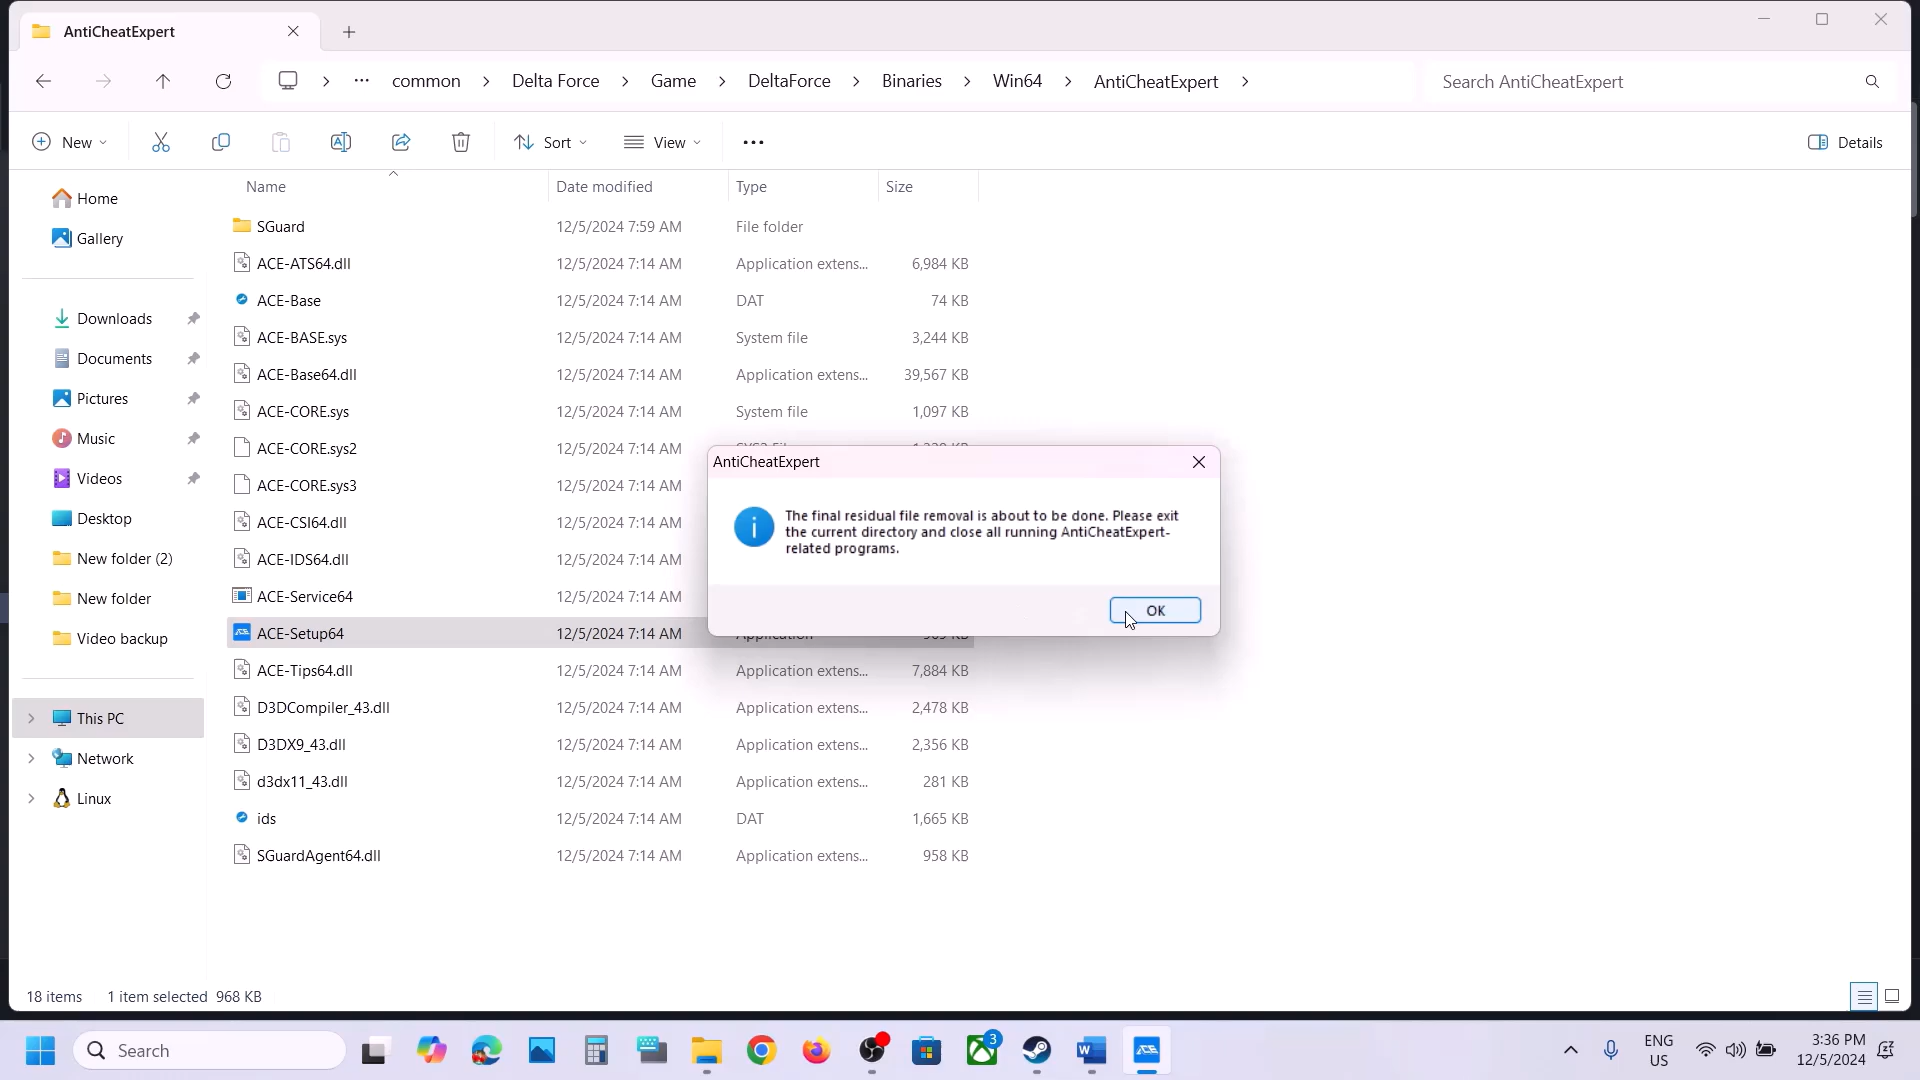 AntiCheatExpert
common
Delta Force
Game
DeltaForce
Binaries
Win64
AntiCheatExpert
Search AntiCheatExpert
New
Sort
View
Details
Name
Date modified
Type
Size
Home
Gallery
Downloads
Documents
Pictures
Music
Videos
Desktop
New folder (2)
New folder
Video backup
This PC
Network
Linux
SGuard 12/5/2024 7:59 AM File folder
ACE-ATS64.dll 12/5/2024 7:14 AM Application extens... 6,984 KB
ACE-Base 12/5/2024 7:14 AM DAT 74 KB
ACE-BASE.sys 12/5/2024 7:14 AM System file 3,244 KB
ACE-Base64.dll 12/5/2024 7:14 AM Application extens... 39,567 KB
ACE-CORE.sys 12/5/2024 7:14 AM System file 1,097 KB
ACE-CORE.sys2 12/5/2024 7:14 AM
ACE-CORE.sys3 12/5/2024 7:14 AM
ACE-CSI64.dll 12/5/2024 7:14 AM
ACE-IDS64.dll 12/5/2024 7:14 AM
ACE-Service64 12/5/2024 7:14 AM
ACE-Setup64 12/5/2024 7:14 AM Application
ACE-Tips64.dll 12/5/2024 7:14 AM Application extens... 7,884 KB
D3DCompiler_43.dll 12/5/2024 7:14 AM Application extens... 2,478 KB
D3DX9_43.dll 12/5/2024 7:14 AM Application extens... 2,356 KB
d3dx11_43.dll 12/5/2024 7:14 AM Application extens... 281 KB
ids 12/5/2024 7:14 AM DAT 1,665 KB
SGuardAgent64.dll 12/5/2024 7:14 AM Application extens... 958 KB
AntiCheatExpert
The final residual file removal is about to be done. Please exit
the current directory and close all running AntiCheatExpert-
related programs.
OK
18 items 1 item selected 968 KB
Search
3
ENG
US
3:36 PM
12/5/2024